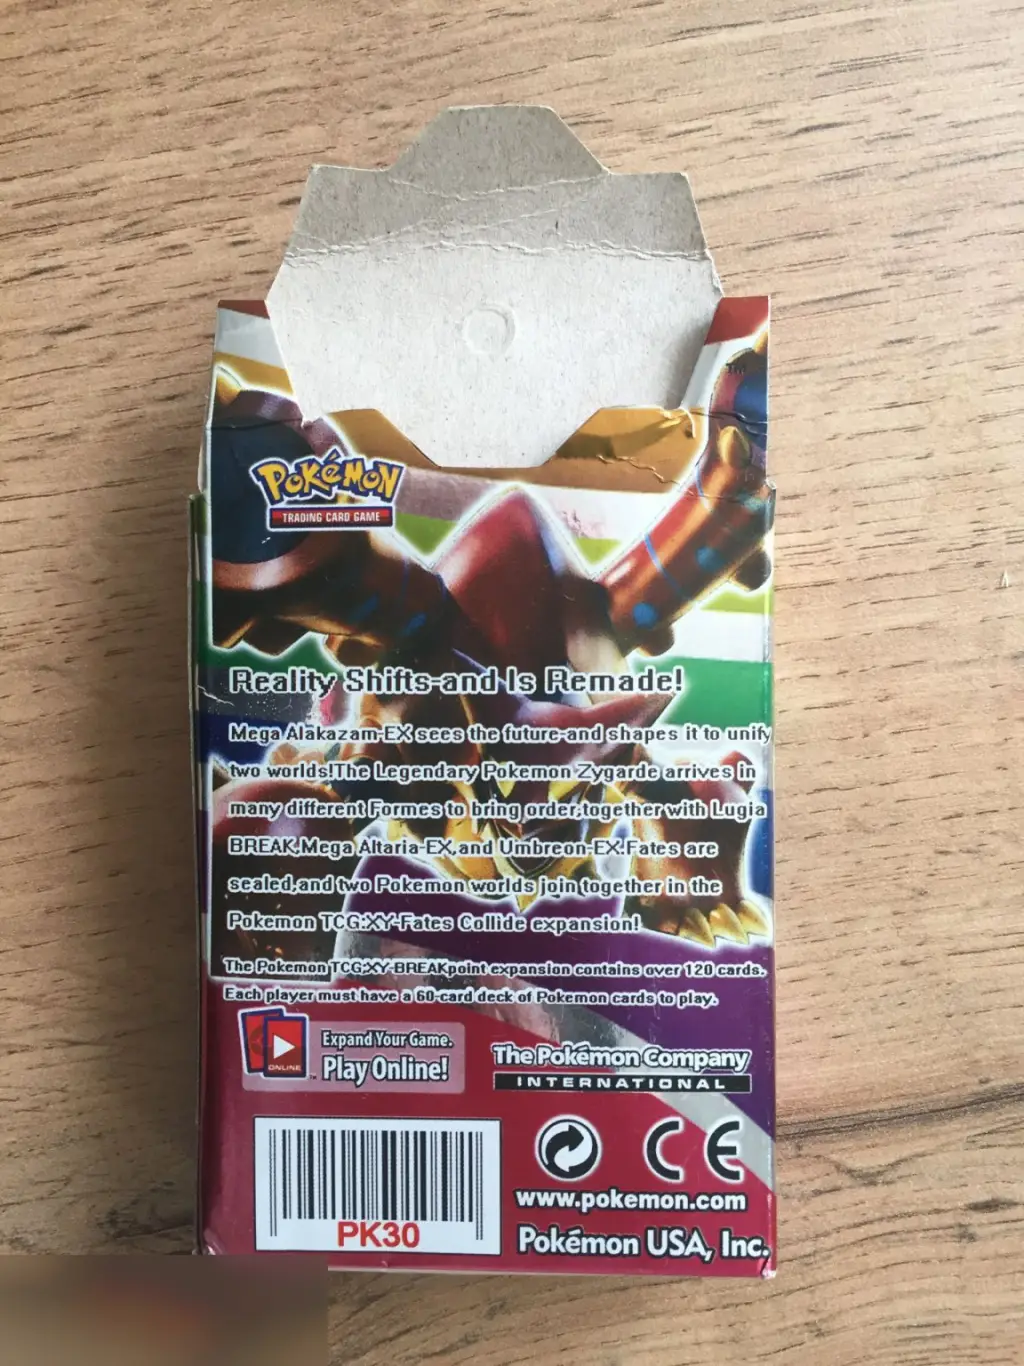 TM
POKéMON
TRADING CARD GAME
Reality Shifts-and Is Remade!
Mega Alakazam-EX sees the future-and shapes it to unify
two worlds!The Legendary Pokemon Zygarde arrives in
many different Formes to bring order,together with Lugia
BREAK,Mega Altaria-EX,and Umbreon-EX.Fates are
sealed,and two Pokemon worlds join together in the
Pokemon TCG:XY-Fates Collide expansion!
The Pokemon TCG:XY-BREAKpoint expansion contains over 120 cards.
Each player must have a 60-card deck of Pokemon cards to play.
Expand Your Game.
Play Online!
ONLINE
The Pokémon Company
INTERNATIONAL
PK30
CE
www.pokemon.com
Pokémon USA, Inc.